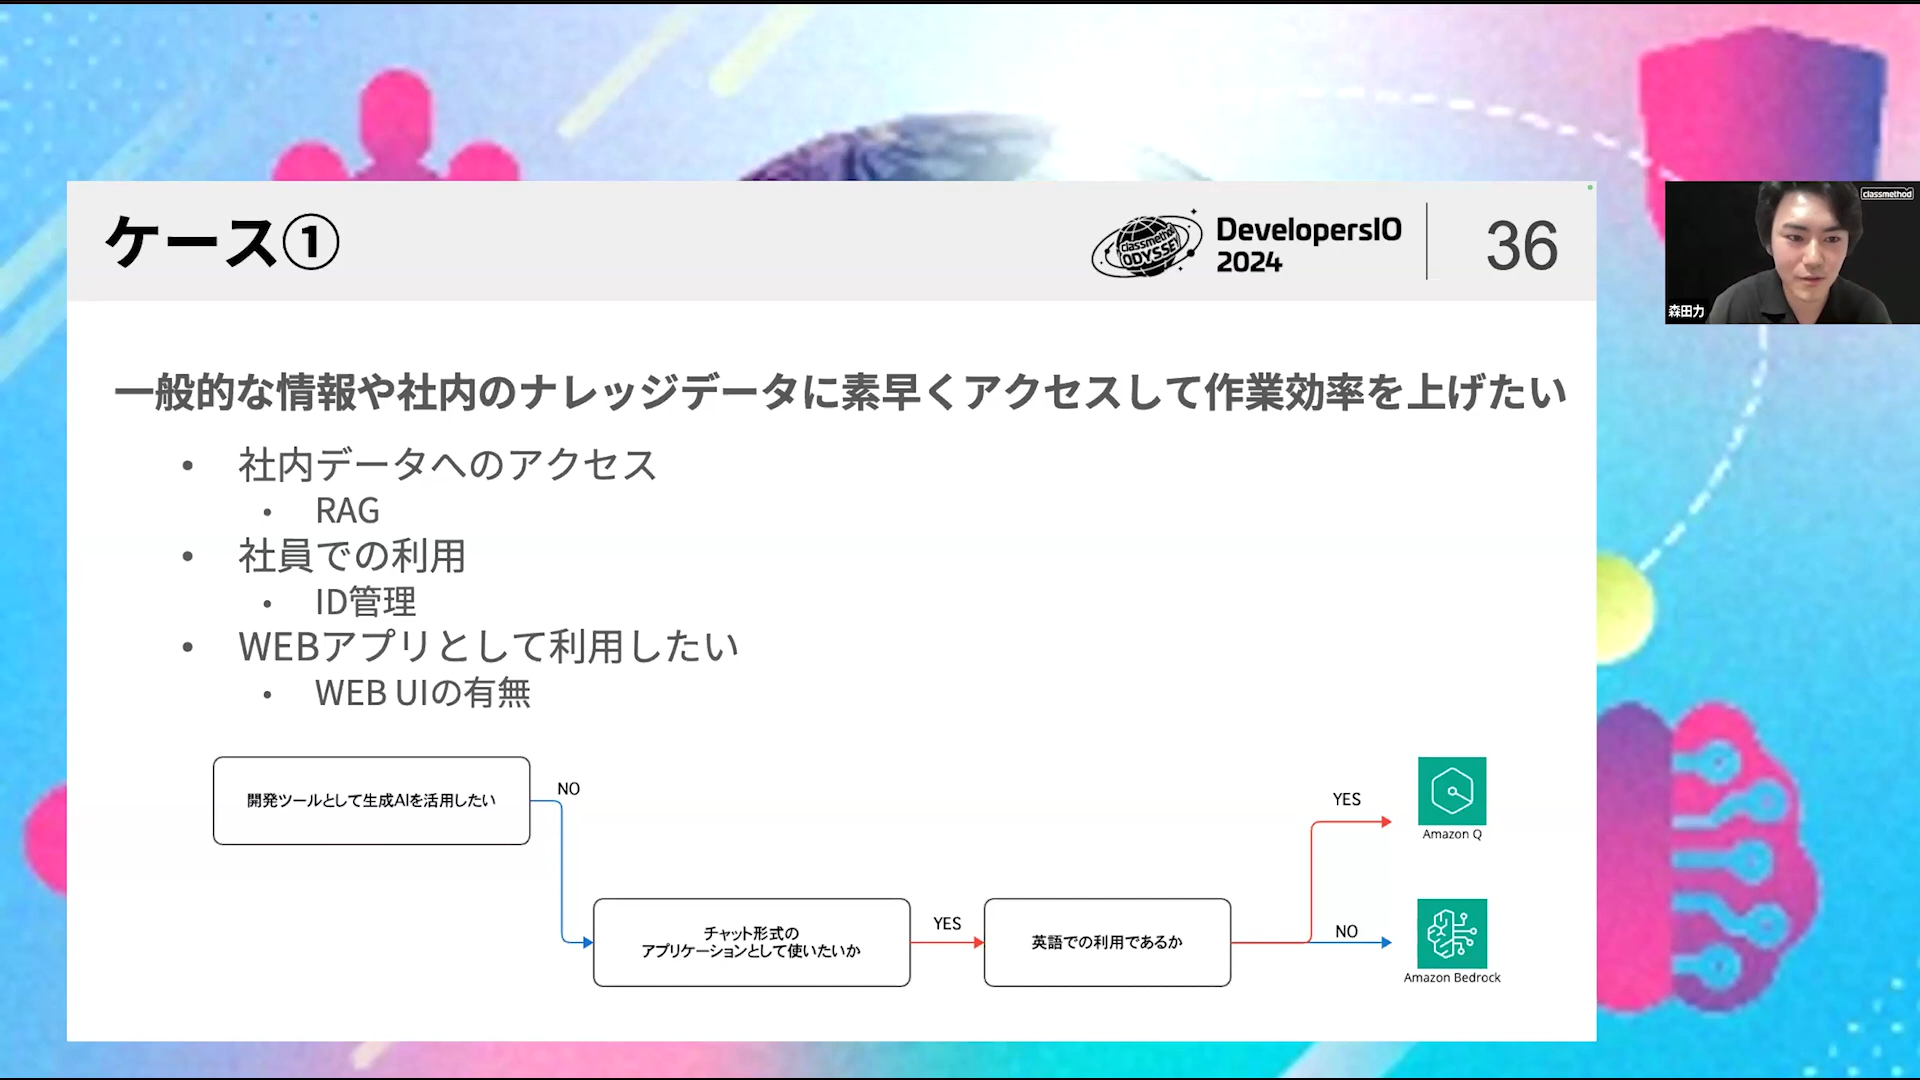 ケース①
classmethod
ODYSSEY
DevelopersIO
2024
36
classmethod
森田力
一般的な情報や社内のナレッジデータに素早くアクセスして作業効率を上げたい
• 社内データへのアクセス
• RAG
• 社員での利用
• ID管理
• WEBアプリとして利用したい
• WEB UIの有無
開発ツールとして生成AIを活用したい
NO
チャット形式の
アプリケーションとして使いたいか
YES
英語での利用であるか
YES
Amazon Q
NO
Amazon Bedrock